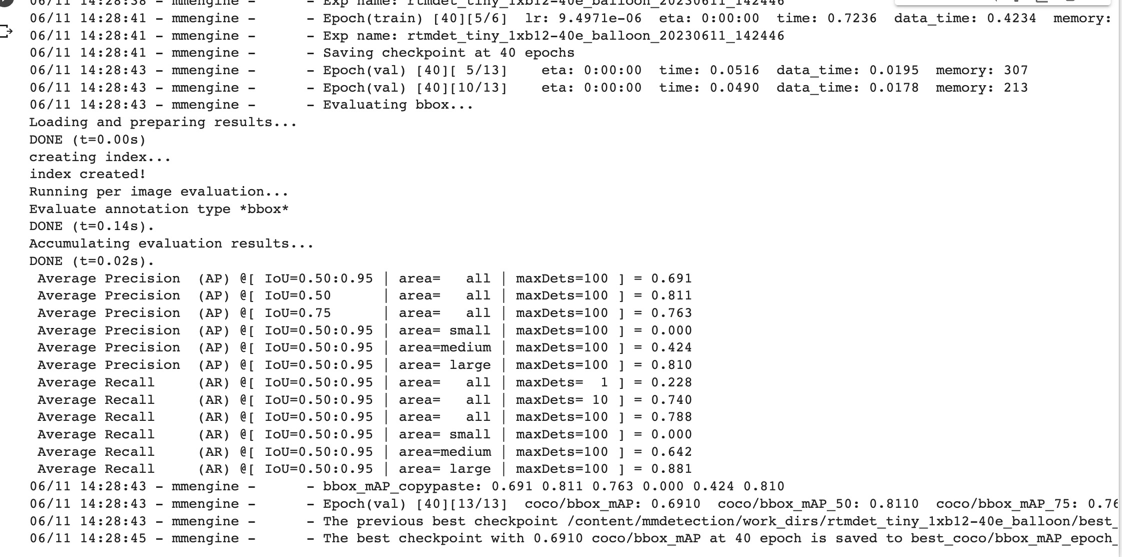 06/11 14:28:38 - mmengine -      - Exp name: rtmdet_tiny_1xb12-40e_balloon_20230611_142446
06/11 14:28:41 - mmengine -      - Epoch(train) [40][5/6]  lr: 9.4971e-06  eta: 0:00:00  time: 0.7236  data_time: 0.4234  memory:
06/11 14:28:41 - mmengine -      - Exp name: rtmdet_tiny_1xb12-40e_balloon_20230611_142446
06/11 14:28:41 - mmengine -      - Saving checkpoint at 40 epochs
06/11 14:28:43 - mmengine -      - Epoch(val) [40][ 5/13]    eta: 0:00:00  time: 0.0516  data_time: 0.0195  memory: 307
06/11 14:28:43 - mmengine -      - Epoch(val) [40][10/13]    eta: 0:00:00  time: 0.0490  data_time: 0.0178  memory: 213
06/11 14:28:43 - mmengine -      - Evaluating bbox...
Loading and preparing results...
DONE (t=0.00s)
creating index...
index created!
Running per image evaluation...
Evaluate annotation type *bbox*
DONE (t=0.14s).
Accumulating evaluation results...
DONE (t=0.02s).
 Average Precision  (AP) @[ IoU=0.50:0.95 | area=   all | maxDets=100 ] = 0.691
 Average Precision  (AP) @[ IoU=0.50      | area=   all | maxDets=100 ] = 0.811
 Average Precision  (AP) @[ IoU=0.75      | area=   all | maxDets=100 ] = 0.763
 Average Precision  (AP) @[ IoU=0.50:0.95 | area= small | maxDets=100 ] = 0.000
 Average Precision  (AP) @[ IoU=0.50:0.95 | area=medium | maxDets=100 ] = 0.424
 Average Precision  (AP) @[ IoU=0.50:0.95 | area= large | maxDets=100 ] = 0.810
 Average Recall     (AR) @[ IoU=0.50:0.95 | area=   all | maxDets=  1 ] = 0.228
 Average Recall     (AR) @[ IoU=0.50:0.95 | area=   all | maxDets= 10 ] = 0.740
 Average Recall     (AR) @[ IoU=0.50:0.95 | area=   all | maxDets=100 ] = 0.788
 Average Recall     (AR) @[ IoU=0.50:0.95 | area= small | maxDets=100 ] = 0.000
 Average Recall     (AR) @[ IoU=0.50:0.95 | area=medium | maxDets=100 ] = 0.642
 Average Recall     (AR) @[ IoU=0.50:0.95 | area= large | maxDets=100 ] = 0.881
06/11 14:28:43 - mmengine -      - bbox_mAP_copypaste: 0.691 0.811 0.763 0.000 0.424 0.810
06/11 14:28:43 - mmengine -      - Epoch(val) [40][13/13]  coco/bbox_mAP: 0.6910  coco/bbox_mAP_50: 0.8110  coco/bbox_mAP_75: 0.76
06/11 14:28:43 - mmengine -      - The previous best checkpoint /content/mmdetection/work_dirs/rtmdet_tiny_1xb12-40e_balloon/best_
06/11 14:28:45 - mmengine -      - The best checkpoint with 0.6910 coco/bbox_mAP at 40 epoch is saved to best_coco/bbox_mAP_epoch_